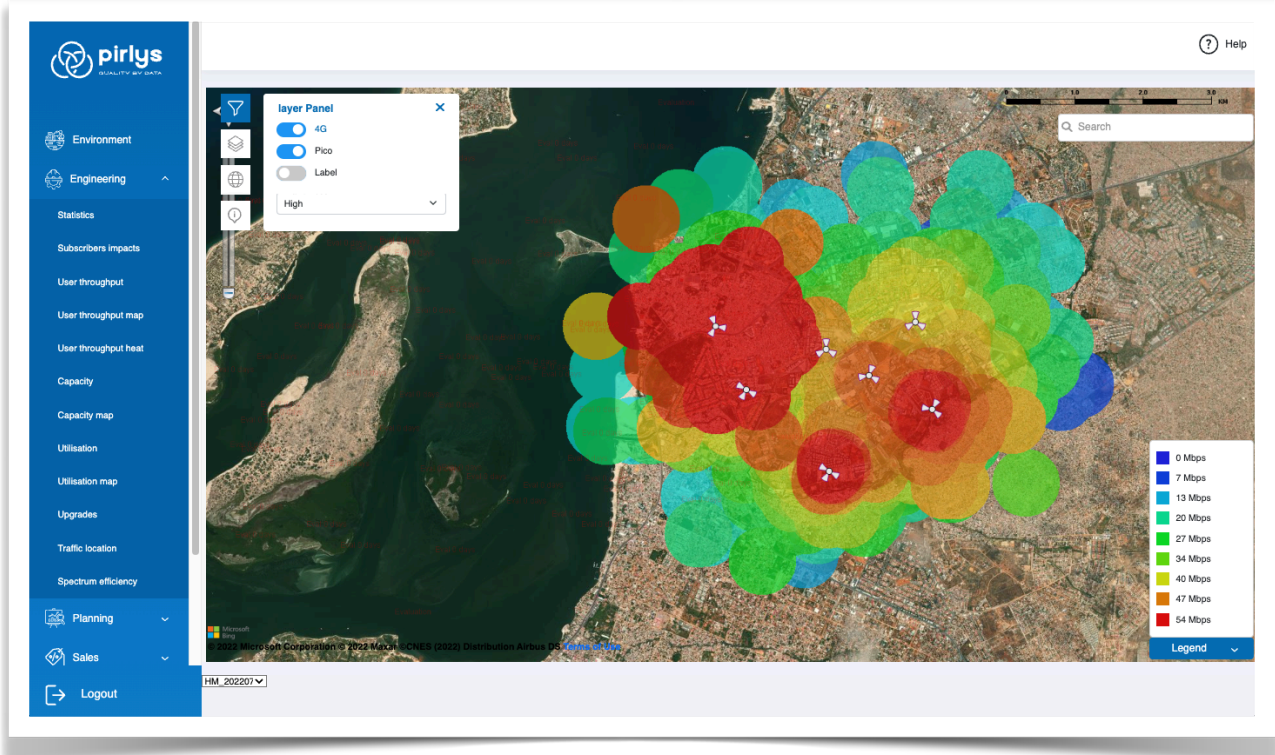 pirlys
QUALITY BY DATA
Help
Environment
Engineering
Statistics
Subscribers impacts
User throughput
User throughput map
User throughput heat
Capacity
Capacity map
Utilisation
Utilisation map
Upgrades
Traffic location
Spectrum efficiency
Planning
Sales
Logout
layer Panel
4G
Pico
Label
High
0 1.0 2.0 3.0
KM
Search
0 Mbps
7 Mbps
13 Mbps
20 Mbps
27 Mbps
34 Mbps
40 Mbps
47 Mbps
54 Mbps
Legend
Microsoft
Bing
© 2022 Microsoft Corporation © 2022 Maxar ©CNES (2022) Distribution Airbus DS Terms of Use
HM_202207